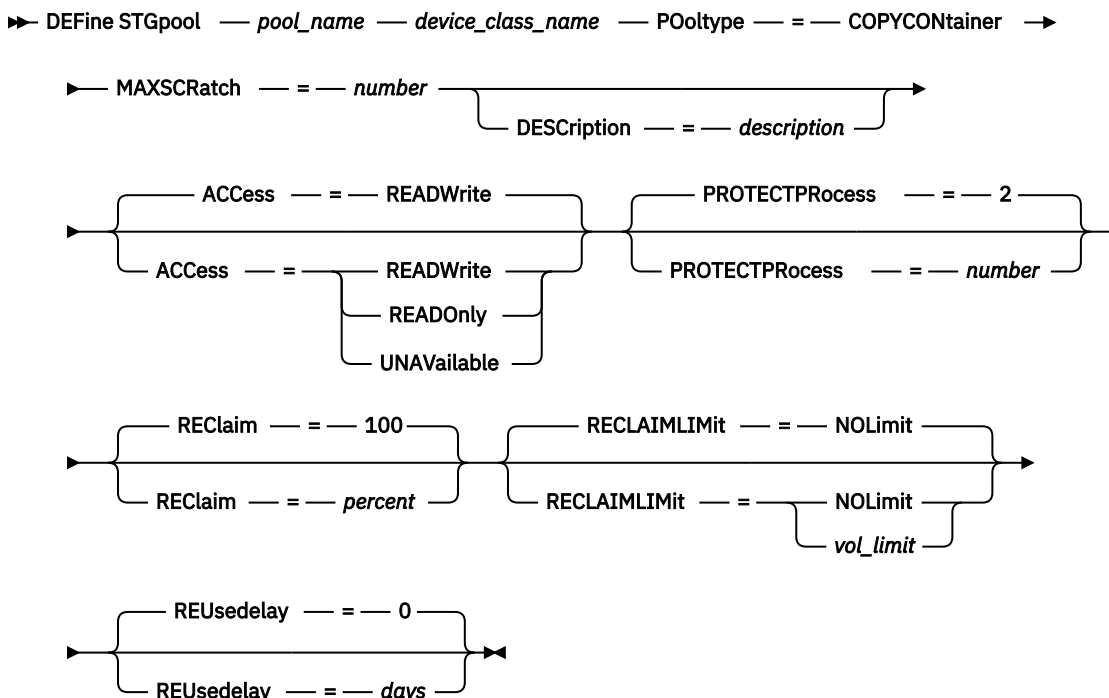 DEFine STGpool pool_name device_class_name POoltype = COPYCONtainer
MAXSCRatch = number
DESCription = description
ACCess = READWrite PROTECTPRocess = 2
ACCess = READWrite PROTECTPRocess = number
READOnly
UNAVailable
REClaim = 100 RECLAIMLIMit = NOLimit
REClaim = percent RECLAIMLIMit = NOLimit
vol_limit
REUsedelay = 0
REUsedelay = days